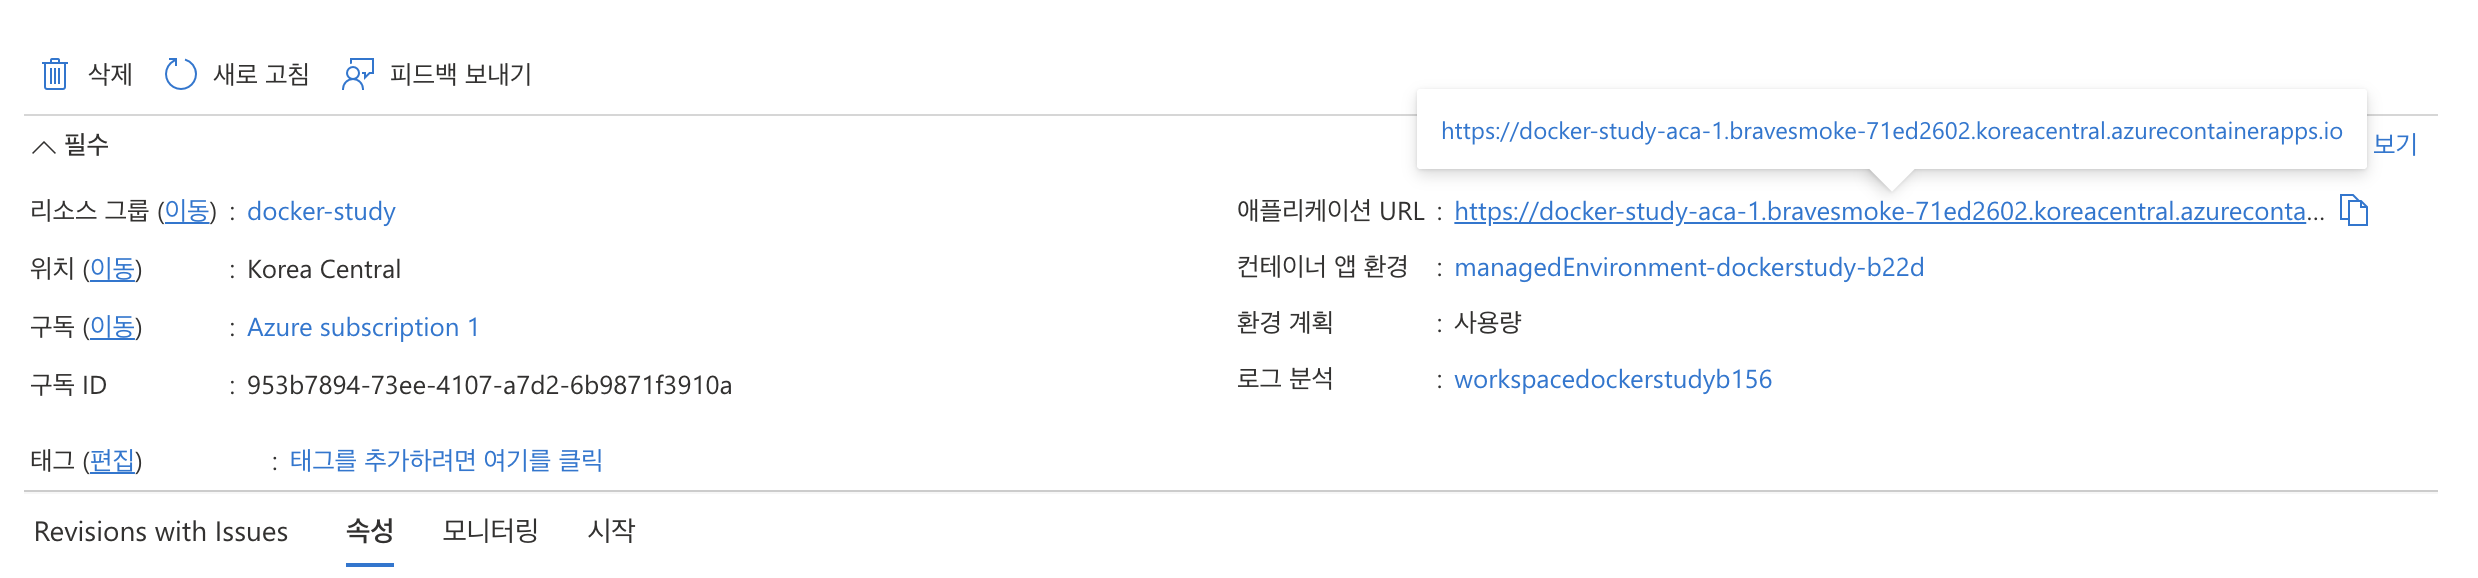 삭제 새로 고침 피드백 보내기
https://docker-study-aca-1.bravesmoke-71ed2602.koreacentral.azurecontainerapps.io
필수
보기
리소스 그룹 (이동) : docker-study
위치 (이동) : Korea Central
구독 (이동) : Azure subscription 1
구독 ID : 953b7894-73ee-4107-a7d2-6b9871f3910a
태그 (편집) : 태그를 추가하려면 여기를 클릭
애플리케이션 URL : https://docker-study-aca-1.bravesmoke-71ed2602.koreacentral.azureconta...
컨테이너 앱 환경 : managedEnvironment-dockerstudy-b22d
환경 계획 : 사용량
로그 분석 : workspacedockerstudyb156
Revisions with Issues 속성 모니터링 시작